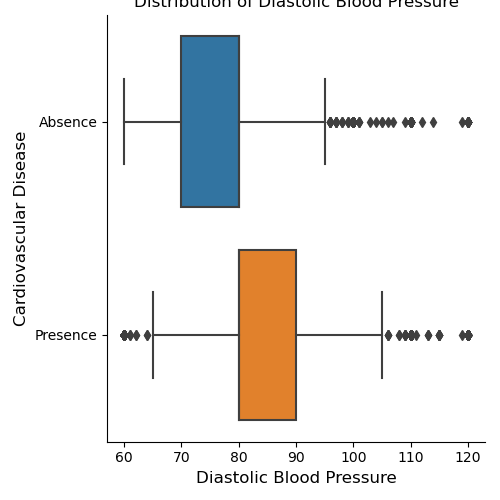 Distribution of Diastolic Blood Pressure
Absence
Presence
Cardiovascular Disease
60 70 80 90 100 110 120
Diastolic Blood Pressure